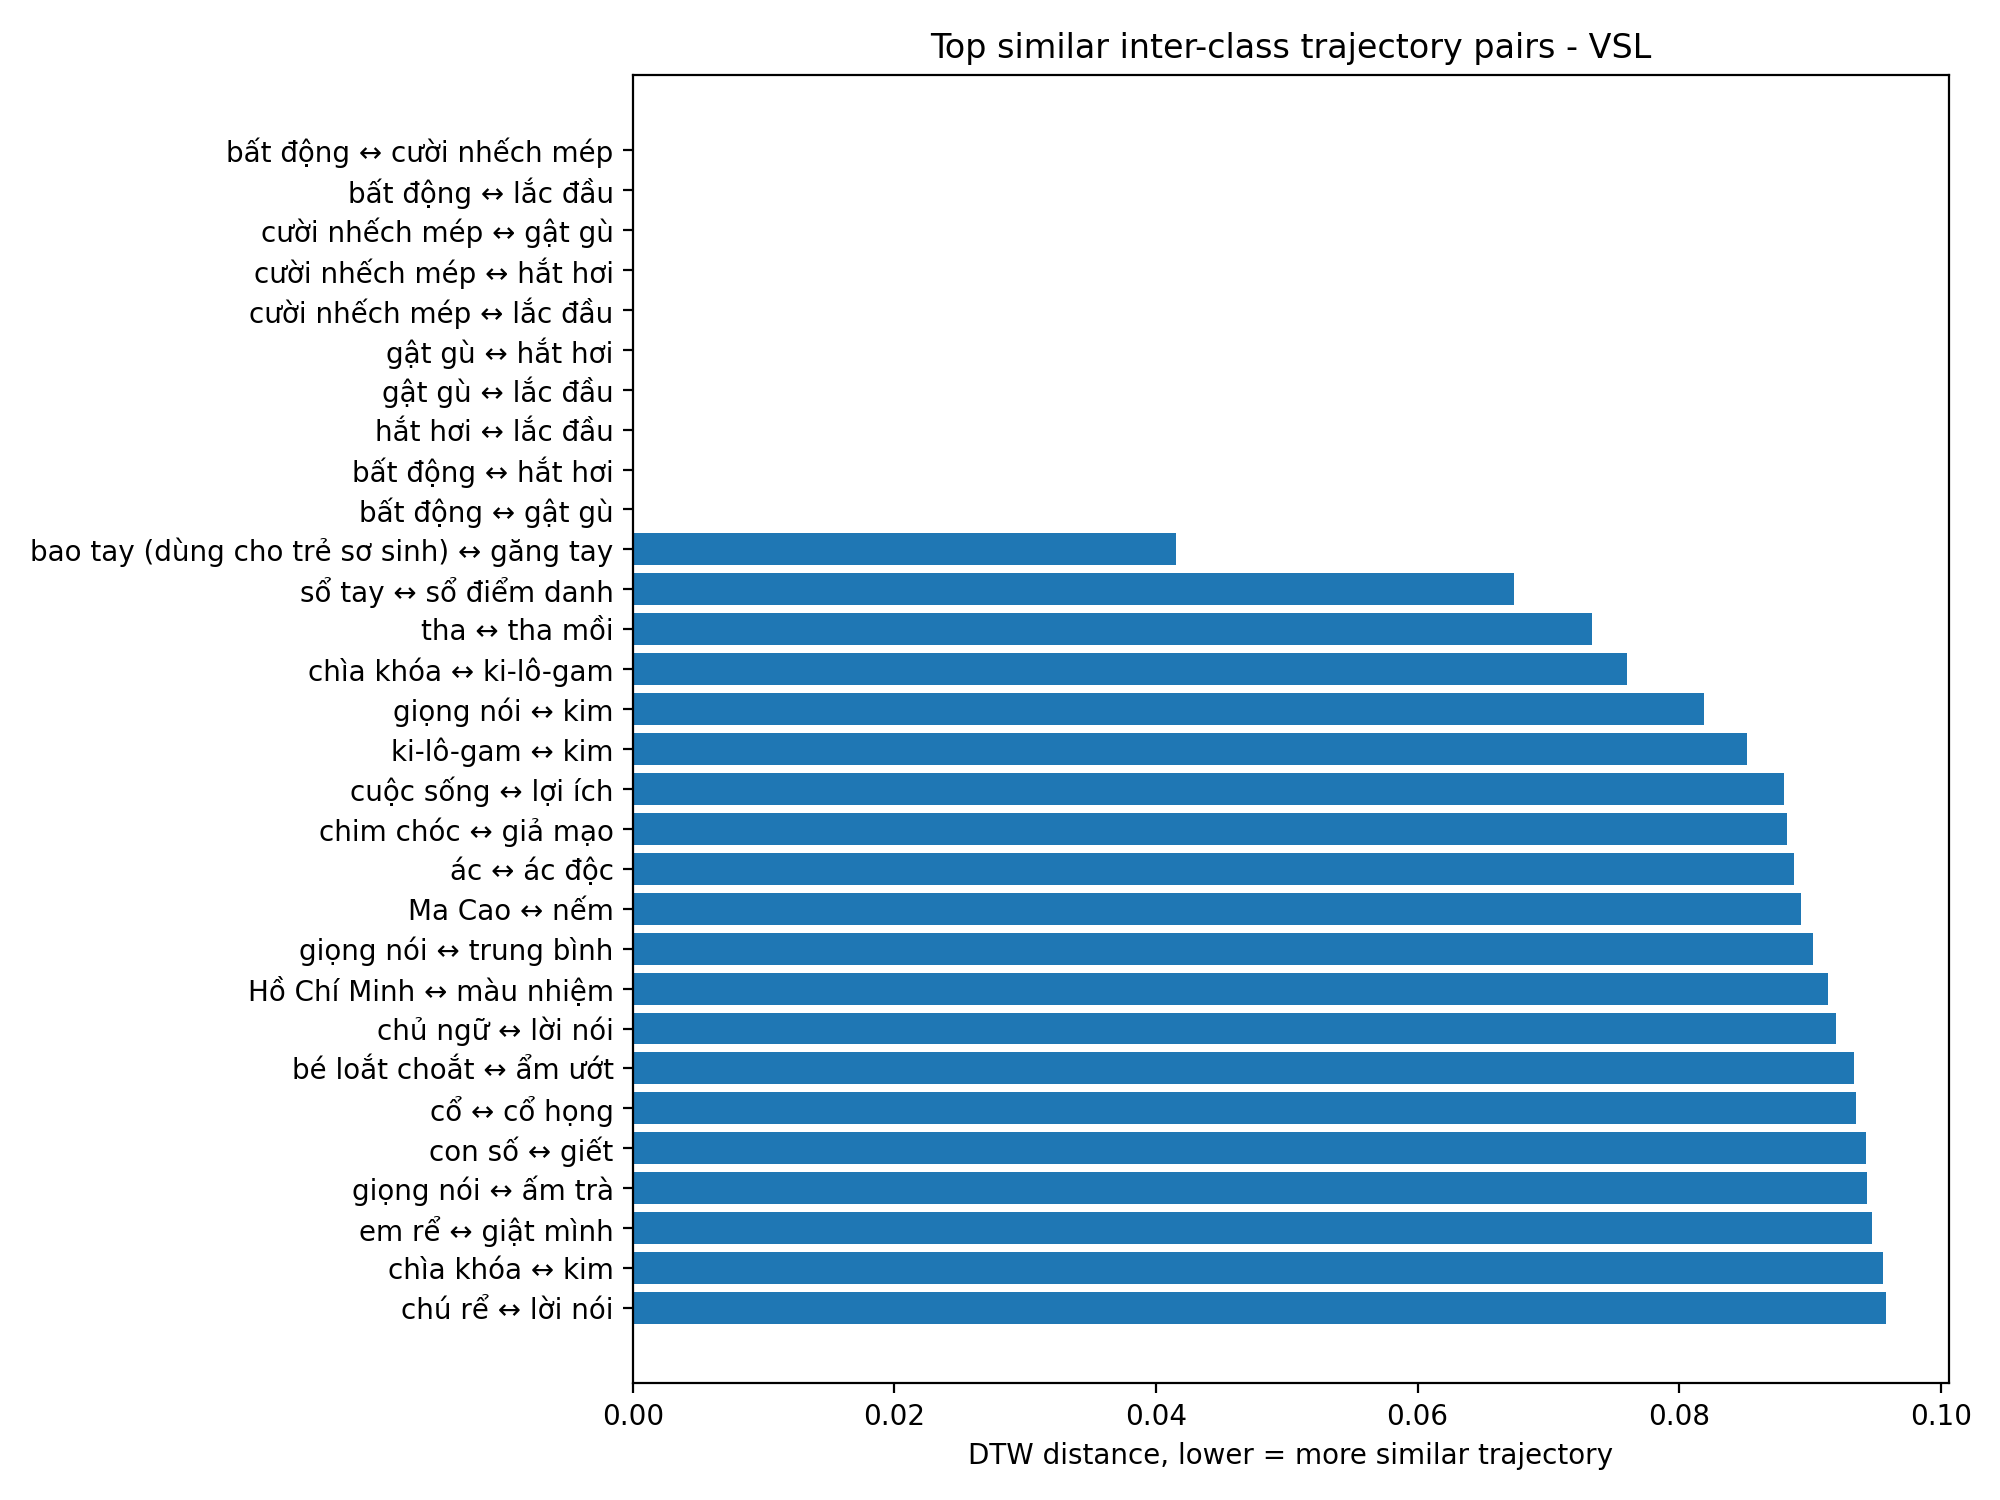 Top similar inter-class trajectory pairs - VSL
bất động ↔ cười nhếch mép
bất động ↔ lắc đầu
cười nhếch mép ↔ gật gù
cười nhếch mép ↔ hắt hơi
cười nhếch mép ↔ lắc đầu
gật gù ↔ hắt hơi
gật gù ↔ lắc đầu
hắt hơi ↔ lắc đầu
bất động ↔ hắt hơi
bất động ↔ gật gù
bao tay (dùng cho trẻ sơ sinh) ↔ găng tay
sổ tay ↔ sổ điểm danh
tha ↔ tha mồi
chìa khóa ↔ ki-lô-gam
giọng nói ↔ kim
ki-lô-gam ↔ kim
cuộc sống ↔ lợi ích
chim chóc ↔ giả mạo
ác ↔ ác độc
Ma Cao ↔ nếm
giọng nói ↔ trung bình
Hồ Chí Minh ↔ màu nhiệm
chủ ngữ ↔ lời nói
bé loắt choắt ↔ ẩm ướt
cổ ↔ cổ họng
con số ↔ giết
giọng nói ↔ ấm trà
em rể ↔ giật mình
chìa khóa ↔ kim
chú rể ↔ lời nói
0.00 0.02 0.04 0.06 0.08 0.10
DTW distance, lower = more similar trajectory